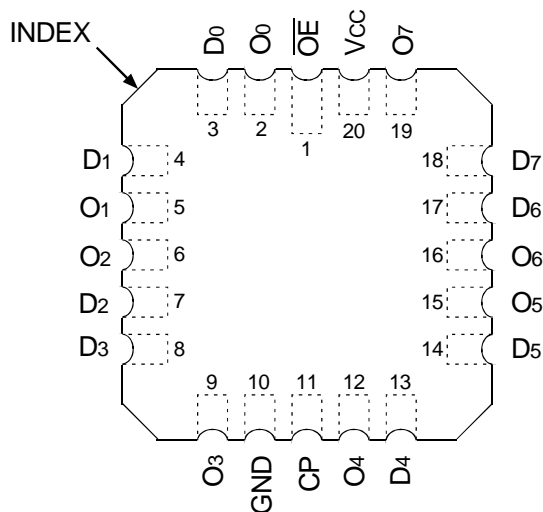 INDEX
D0 O0 O̅E̅ VCC O7
3 2 1 20 19
D1 4 18 D7
O1 5 17 D6
O2 6 16 O6
D2 7 15 O5
D3 8 14 D5
9 10 11 12 13
O3 GND CP O4 D4